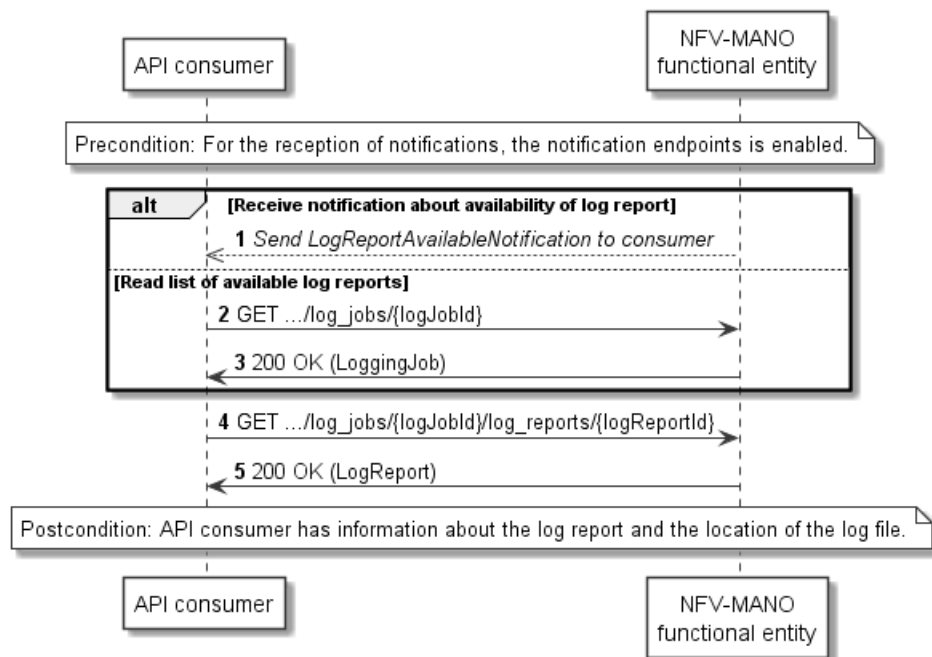 API consumer
NFV-MANO
functional entity
Precondition: For the reception of notifications, the notification endpoints is enabled.
alt [Receive notification about availability of log report]
1 Send LogReportAvailableNotification to consumer
[Read list of available log reports]
2 GET .../log_jobs/{logJobId}
3 200 OK (LoggingJob)
4 GET .../log_jobs/{logJobId}/log_reports/{logReportId}
5 200 OK (LogReport)
Postcondition: API consumer has information about the log report and the location of the log file.
API consumer
NFV-MANO
functional entity